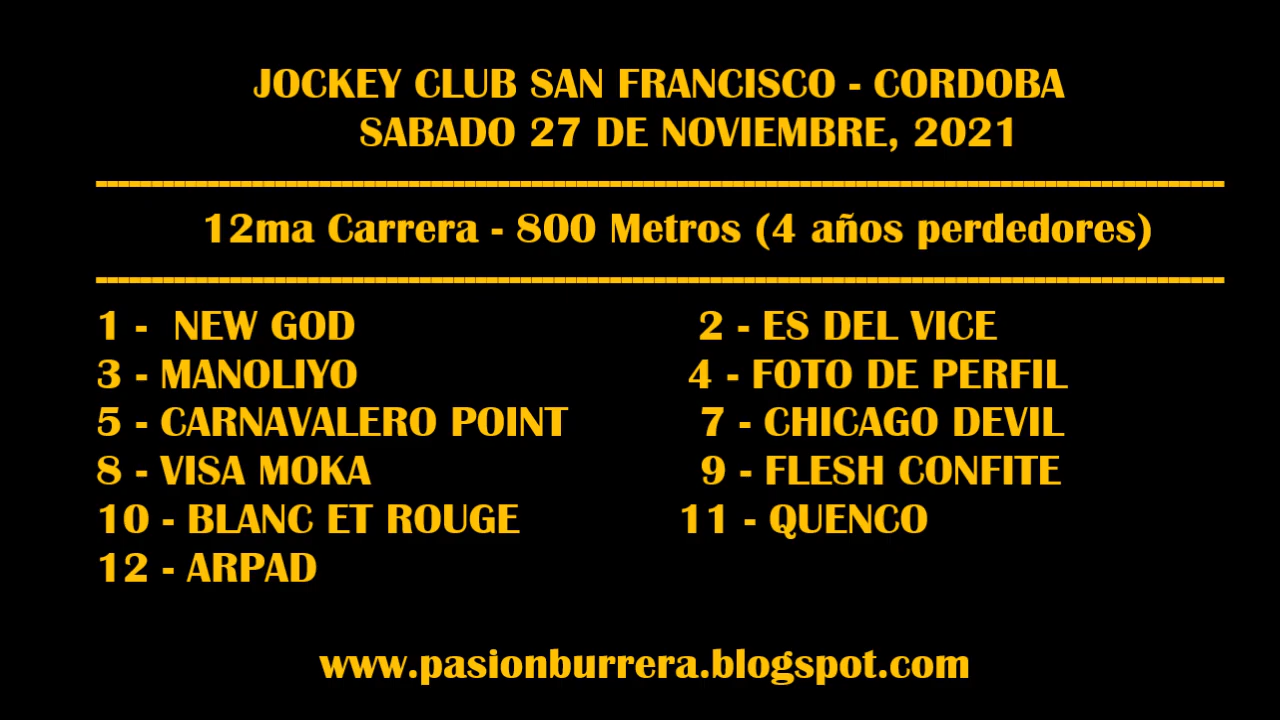 JOCKEY CLUB SAN FRANCISCO - CORDOBA
SABADO 27 DE NOVIEMBRE, 2021
12ma Carrera - 800 Metros (4 años perdedores)
1 - NEW GOD 2 - ES DEL VICE
3 - MANOLIYO 4 - FOTO DE PERFIL
5 - CARNAVALERO POINT 7 - CHICAGO DEVIL
8 - VISA MOKA 9 - FLESH CONFITE
10 - BLANC ET ROUGE 11 - QUENCO
12 - ARPAD
www.pasionburrera.blogspot.com